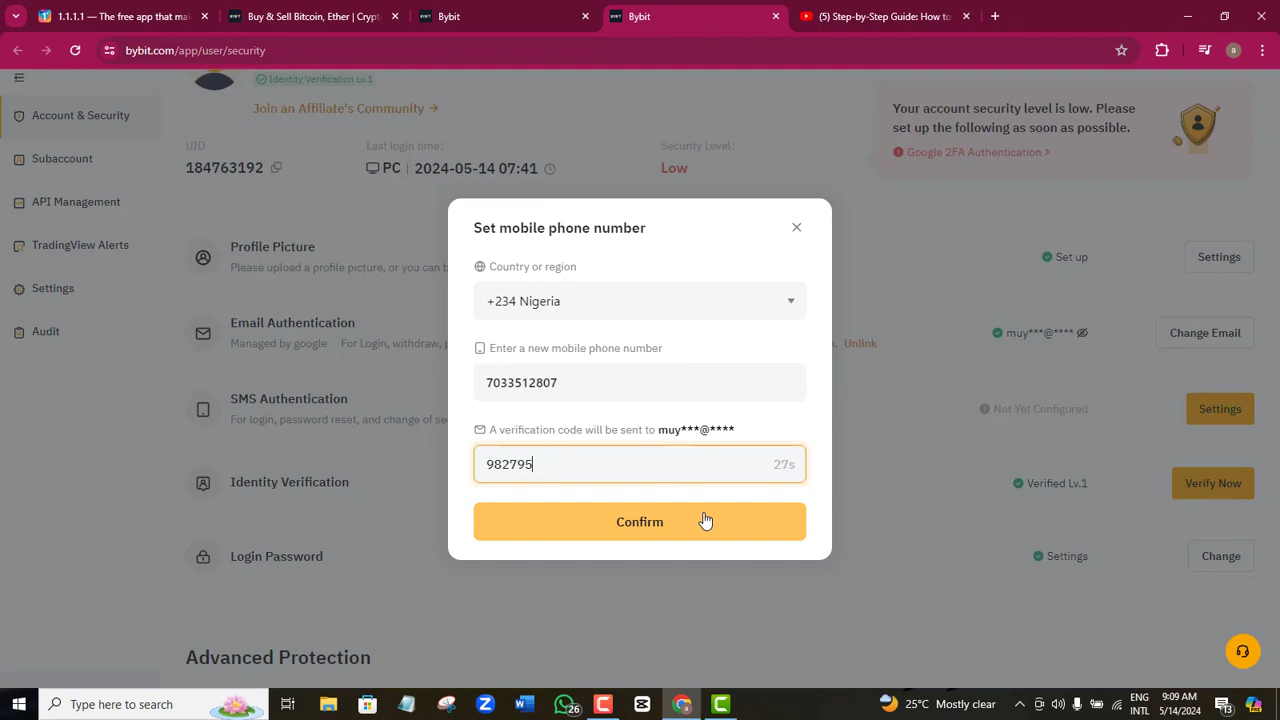 1.1.1.1 — The free app that ma
Buy & Sell Bitcoin, Ether | Crypt
Bybit
Bybit
(5) Step-by-Step Guide: How to
bybit.com/app/user/security
a
Identity Verification Lv.1
Join an Affiliate's Community
Account & Security
Subaccount
API Management
TradingView Alerts
Settings
Audit
UID
184763192
Last login time:
PC | 2024-05-14 07:41
Security Level:
Low
Your account security level is low. Please
set up the following as soon as possible.
Google 2FA Authentication >
Profile Picture
Please upload a profile picture, or you can b
Set up
Settings
Email Authentication
Managed by google For Login, withdraw, p
n. Unlink
muy***@****
Change Email
SMS Authentication
For login, password reset, and change of sec
Not Yet Configured
Settings
Identity Verification
Verified Lv.1
Verify Now
Login Password
Settings
Change
Advanced Protection
Set mobile phone number
Country or region
+234 Nigeria
Enter a new mobile phone number
7033512807
A verification code will be sent to muy***@****
982795
27s
Confirm
Type here to search
26
25°C Mostly clear
ENG
INTL
9:09 AM
5/14/2024
13